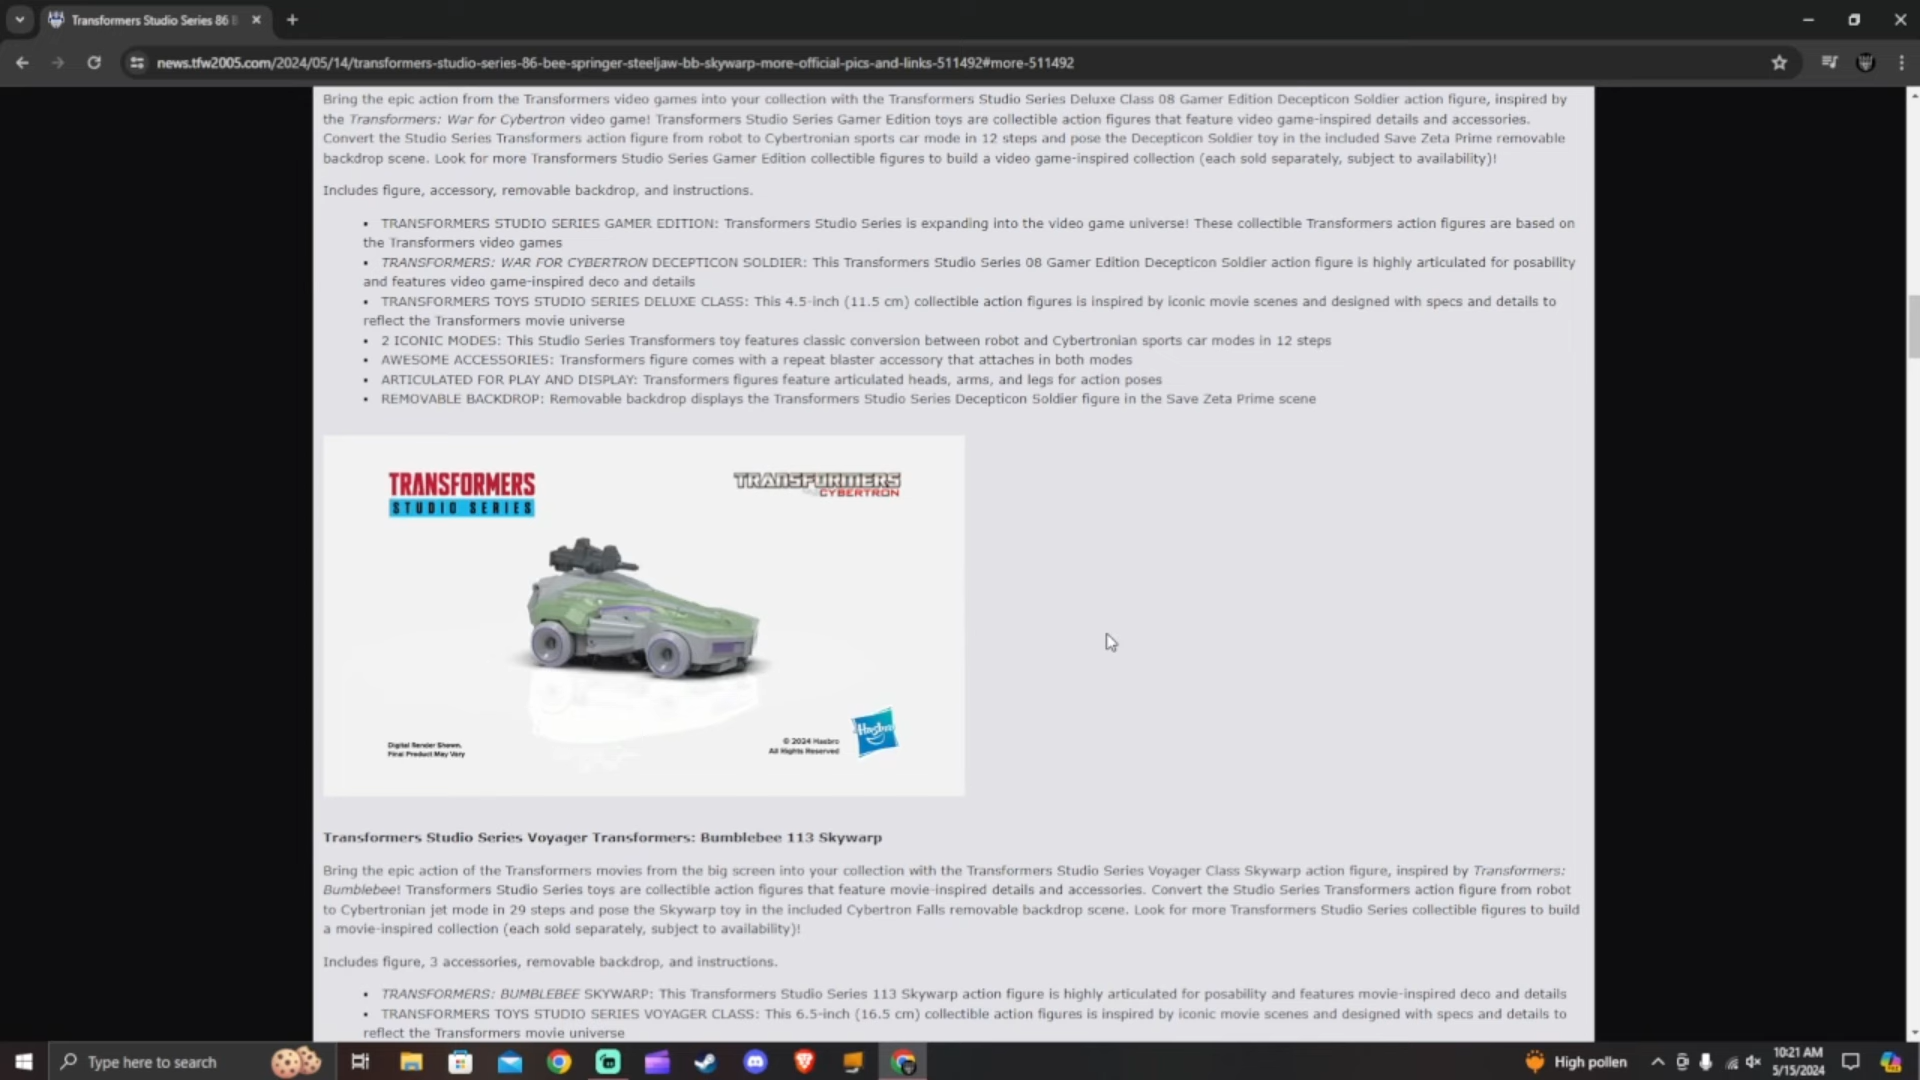 Transformers Studio Series 86 B
news.tfw2005.com/2024/05/14/transformers-studio-series-86-bee-springer-steeljaw-bb-skywarp-more-official-pics-and-links-511492#more-511492
Bring the epic action from the Transformers video games into your collection with the Transformers Studio Series Deluxe Class 08 Gamer Edition Decepticon Soldier action figure, inspired by
the Transformers: War for Cybertron video game! Transformers Studio Series Gamer Edition toys are collectible action figures that feature video game-inspired details and accessories.
Convert the Studio Series Transformers action figure from robot to Cybertronian sports car mode in 12 steps and pose the Decepticon Soldier toy in the included Save Zeta Prime removable
backdrop scene. Look for more Transformers Studio Series Gamer Edition collectible figures to build a video game-inspired collection (each sold separately, subject to availability)!
Includes figure, accessory, removable backdrop, and instructions.
• TRANSFORMERS STUDIO SERIES GAMER EDITION: Transformers Studio Series is expanding into the video game universe! These collectible Transformers action figures are based on
the Transformers video games
• TRANSFORMERS: WAR FOR CYBERTRON DECEPTICON SOLDIER: This Transformers Studio Series 08 Gamer Edition Decepticon Soldier action figure is highly articulated for posability
and features video game-inspired deco and details
• TRANSFORMERS TOYS STUDIO SERIES DELUXE CLASS: This 4.5-inch (11.5 cm) collectible action figures is inspired by iconic movie scenes and designed with specs and details to
reflect the Transformers movie universe
• 2 ICONIC MODES: This Studio Series Transformers toy features classic conversion between robot and Cybertronian sports car modes in 12 steps
• AWESOME ACCESSORIES: Transformers figure comes with a repeat blaster accessory that attaches in both modes
• ARTICULATED FOR PLAY AND DISPLAY: Transformers figures feature articulated heads, arms, and legs for action poses
• REMOVABLE BACKDROP: Removable backdrop displays the Transformers Studio Series Decepticon Soldier figure in the Save Zeta Prime scene
TRANSFORMERS
STUDIO SERIES
TRANSFORMERS
CYBERTRON
Digital Render Shown.
Final Product May Vary
© 2024 Hasbro
All Rights Reserved
Hasbro
Transformers Studio Series Voyager Transformers: Bumblebee 113 Skywarp
Bring the epic action of the Transformers movies from the big screen into your collection with the Transformers Studio Series Voyager Class Skywarp action figure, inspired by Transformers:
Bumblebee! Transformers Studio Series toys are collectible action figures that feature movie-inspired details and accessories. Convert the Studio Series Transformers action figure from robot
to Cybertronian jet mode in 29 steps and pose the Skywarp toy in the included Cybertron Falls removable backdrop scene. Look for more Transformers Studio Series collectible figures to build
a movie-inspired collection (each sold separately, subject to availability)!
Includes figure, 3 accessories, removable backdrop, and instructions.
• TRANSFORMERS: BUMBLEBEE SKYWARP: This Transformers Studio Series 113 Skywarp action figure is highly articulated for posability and features movie-inspired deco and details
• TRANSFORMERS TOYS STUDIO SERIES VOYAGER CLASS: This 6.5-inch (16.5 cm) collectible action figures is inspired by iconic movie scenes and designed with specs and details to
reflect the Transformers movie universe
Type here to search
High pollen
10:21 AM
5/15/2024